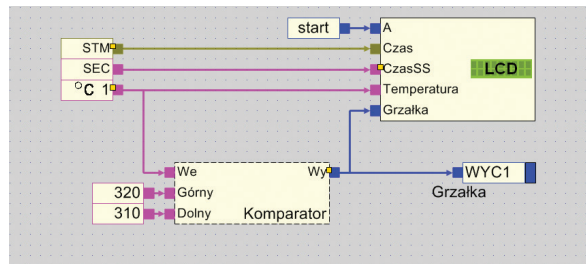 start
A
STM
Czas
SEC
CzasSS
LCD
°C 1
Temperatura
Grzałka
We
Wy
WYC1
320
Górny
Grzałka
310
Dolny
Komparator